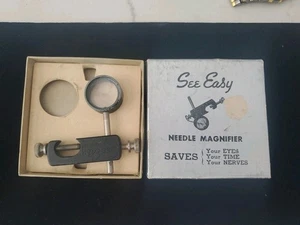 See Easy
NEEDLE MAGNIFIER
SAVES { Your EYES
Your TIME
Your NERVES